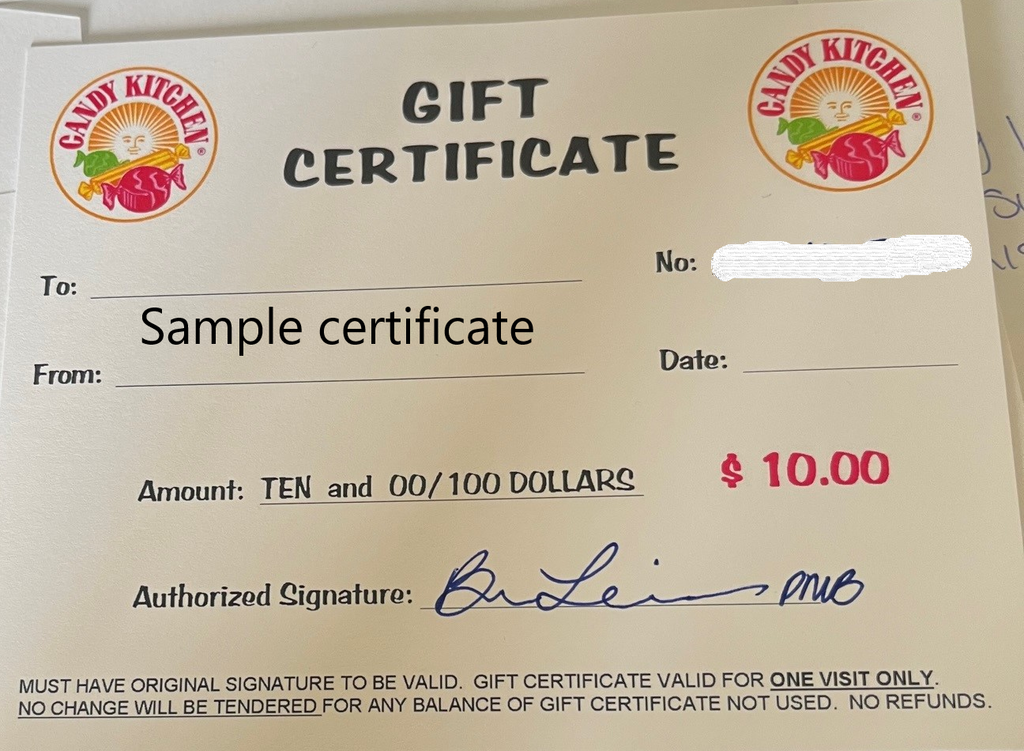 CANDY KITCHEN®
CANDY KITCHEN®
GIFT
CERTIFICATE
To:
No:
Sample certificate
From:
Date:
Amount: TEN and 00/100 DOLLARS
$ 10.00
Authorized Signature:
MUST HAVE ORIGINAL SIGNATURE TO BE VALID. GIFT CERTIFICATE VALID FOR ONE VISIT ONLY.
NO CHANGE WILL BE TENDERED FOR ANY BALANCE OF GIFT CERTIFICATE NOT USED. NO REFUNDS.